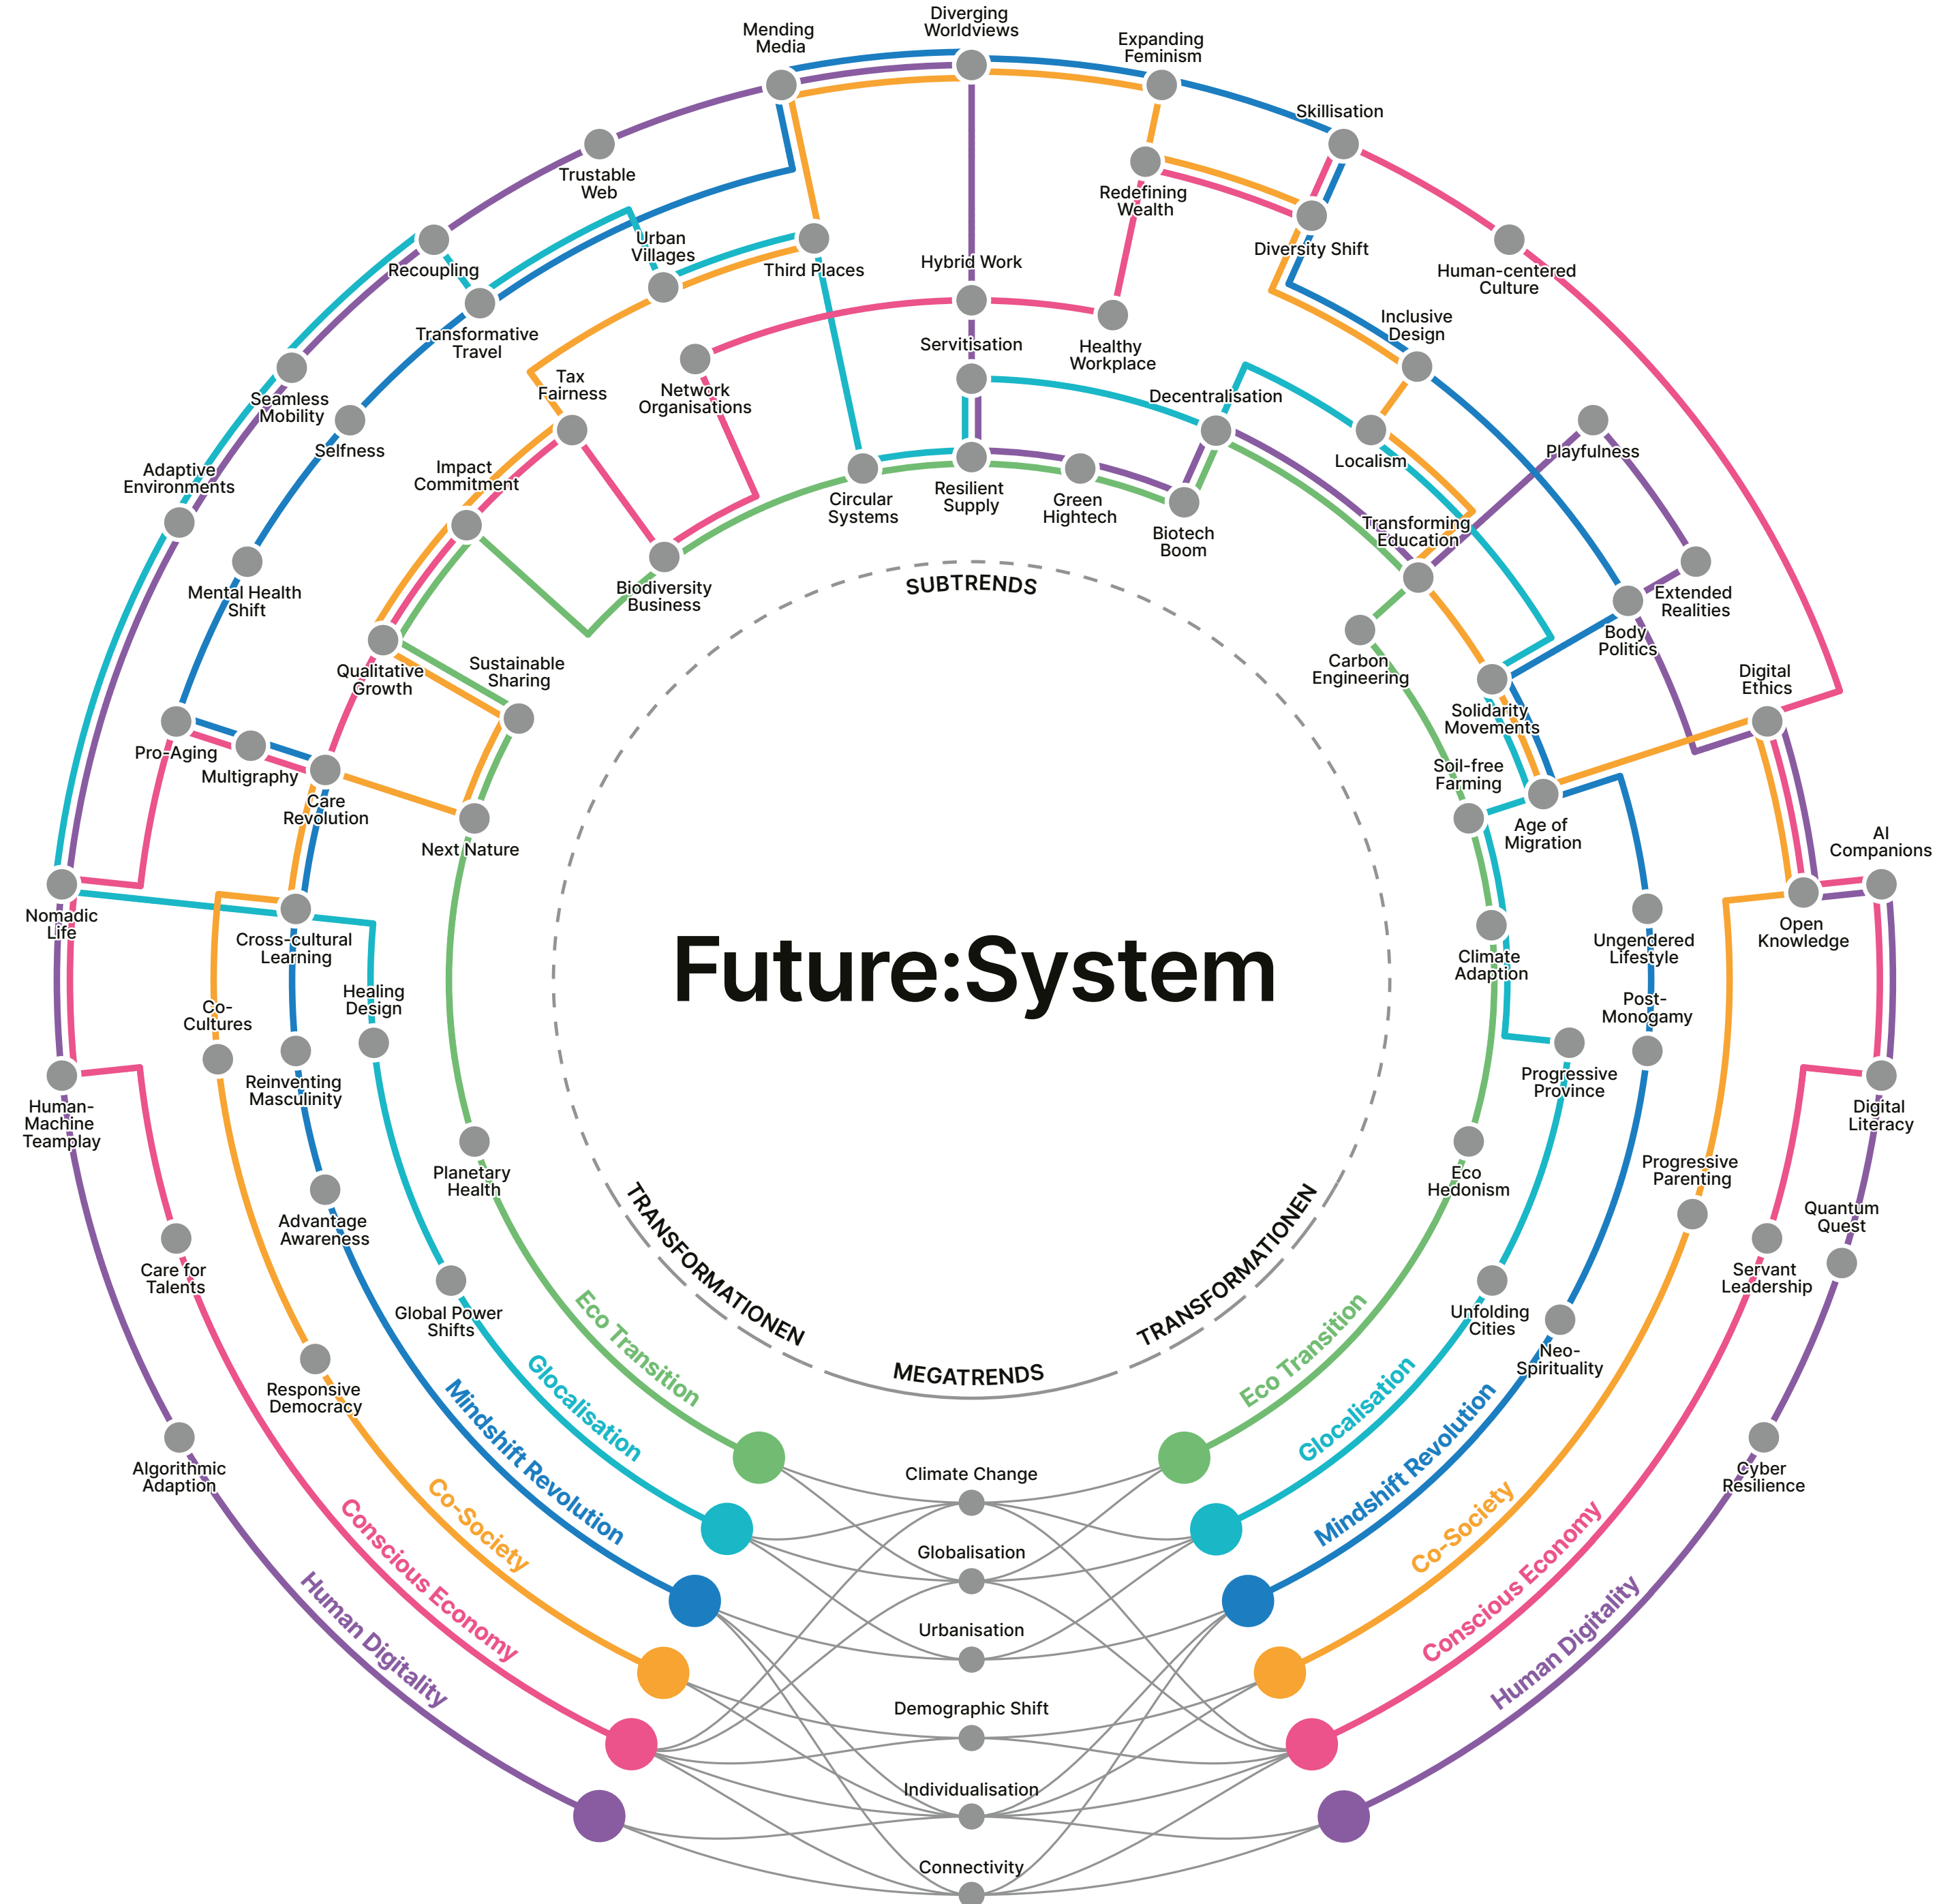 Diverging
Worldviews
Mending
Media
Expanding
Feminism
Skillisation
Trustable
Web
Redefining
Wealth
Diversity Shift
Human-centered
Culture
Recoupling
Urban
Villages
Third Places
Hybrid Work
Transformative
Travel
Inclusive
Design
Servitisation
Healthy
Workplace
Tax
Fairness
Network
Organisations
Decentralisation
Seamless
Mobility
Selfness
Localism
Playfulness
Adaptive
Environments
Impact
Commitment
Circular
Systems
Resilient
Supply
Green
Hightech
Biotech
Boom
Transforming
Education
Mental Health
Shift
Biodiversity
Business
SUBTRENDS
Extended
Realities
Body
Politics
Qualitative
Growth
Sustainable
Sharing
Carbon
Engineering
Digital
Ethics
Solidarity
Movements
Pro-Aging
Multigraphy
Care
Revolution
Soil-free
Farming
Age of
Migration
Next Nature
AI
Companions
Nomadic
Life
Cross-cultural
Learning
Open
Knowledge
Ungendered
Lifestyle
Climate
Adaption
Future:System
Healing
Design
Co-
Cultures
Post-
Monogamy
Reinventing
Masculinity
Progressive
Province
Human-
Machine
Teamplay
Digital
Literacy
Planetary
Health
Eco
Hedonism
Progressive
Parenting
Advantage
Awareness
Quantum
Quest
Care for
Talents
Servant
Leadership
TRANSFORMATIONEN
TRANSFORMATIONEN
Global Power
Shifts
Unfolding
Cities
Neo-
Spirituality
MEGATRENDS
Responsive
Democracy
Algorithmic
Adaption
Cyber
Resilience
Eco Transition
Eco Transition
Glocalisation
Glocalisation
Mindshift Revolution
Mindshift Revolution
Co-Society
Co-Society
Conscious Economy
Conscious Economy
Human Digitality
Human Digitality
Climate Change
Globalisation
Urbanisation
Demographic Shift
Individualisation
Connectivity